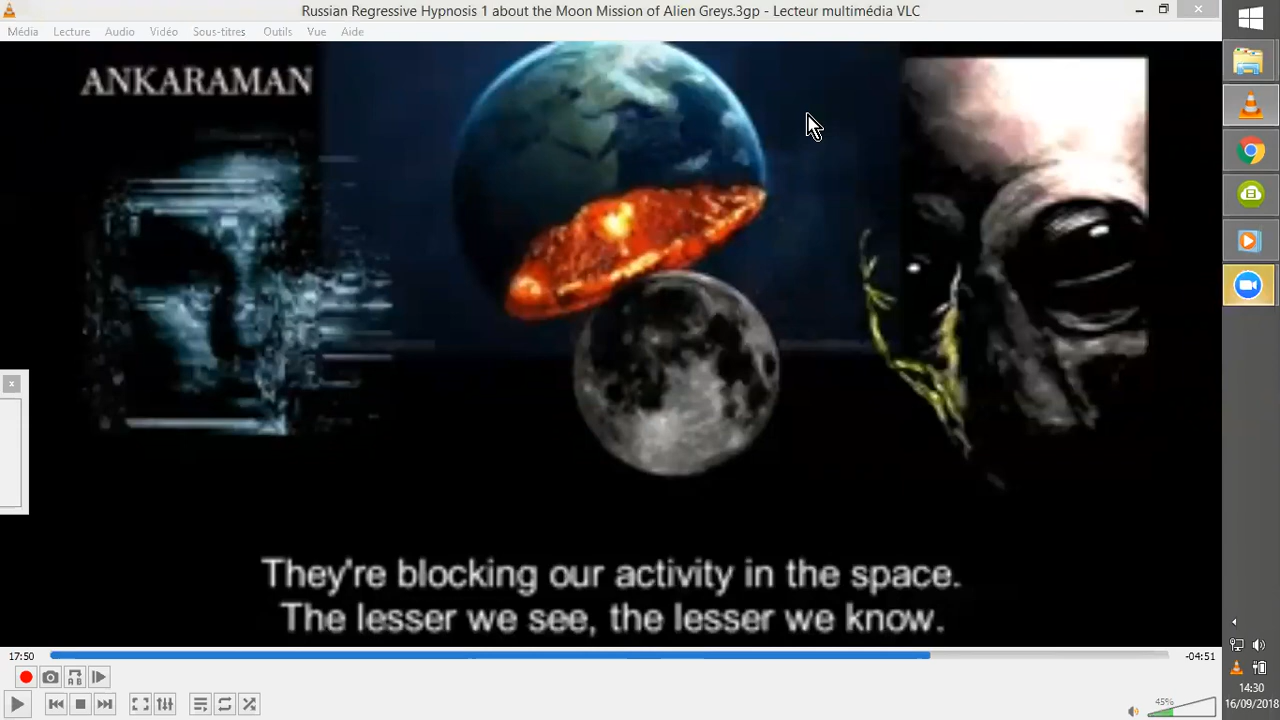 Russian Regressive Hypnosis 1 about the Moon Mission of Alien Greys.3gp - Lecteur multimédia VLC
Média Lecture Audio Vidéo Sous-titres Outils Vue Aide
ANKARAMAN
They're blocking our activity in the space.
The lesser we see, the lesser we know.
17:50
-04:51
45%
14:30
16/09/2018